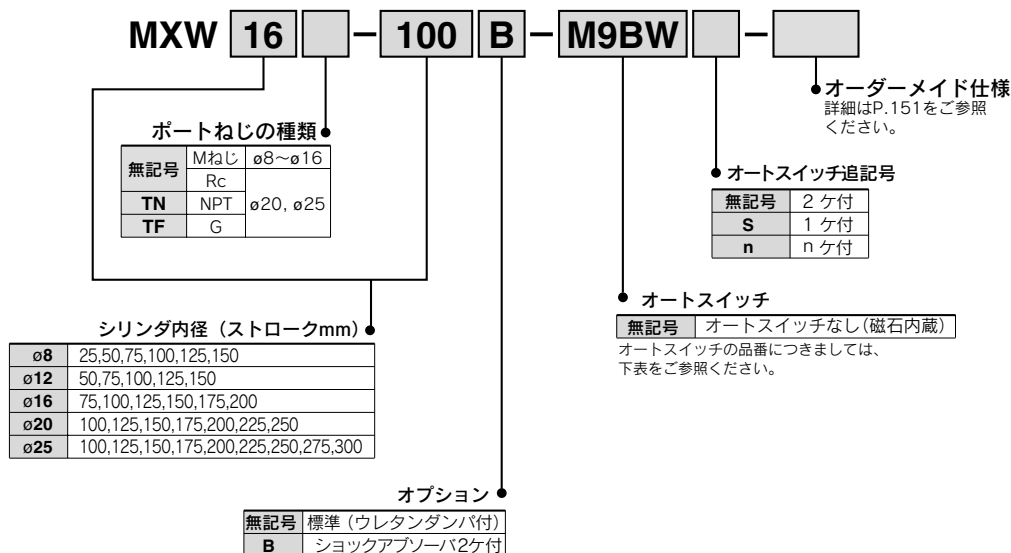 MXW 16 - 100 B - M9BW -
オーダーメイド仕様
詳細はP.151をご参照
ください。
ポートねじの種類
無記号 Mねじ ø8~ø16
Rc ø20, ø25
TN NPT
TF G
オートスイッチ追記号
無記号 2 ケ付
S 1 ケ付
n n ケ付
オートスイッチ
無記号 オートスイッチなし(磁石内蔵)
オートスイッチの品番につきましては、
下表をご参照ください。
シリンダ内径(ストロークmm)
ø8 25,50,75,100,125,150
ø12 50,75,100,125,150
ø16 75,100,125,150,175,200
ø20 100,125,150,175,200,225,250
ø25 100,125,150,175,200,225,250,275,300
オプション
無記号 標準(ウレタンダンパ付)
B ショックアブソーバ2ケ付